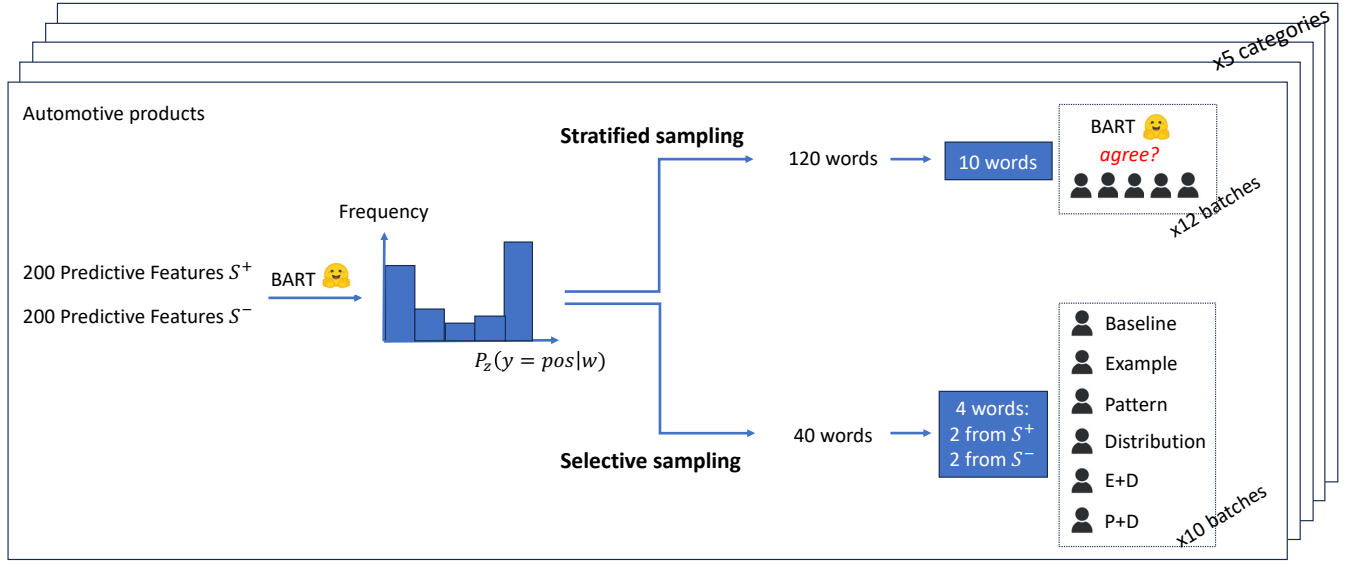 x5 categories
Automotive products
Stratified sampling
120 words
10 words
BART
agree?
x12 batches
Frequency
200 Predictive Features S⁺
200 Predictive Features S⁻
BART
P_z(y = pos|w)
Selective sampling
40 words
4 words:
2 from S⁺
2 from S⁻
Baseline
Example
Pattern
Distribution
E+D
P+D
x10 batches